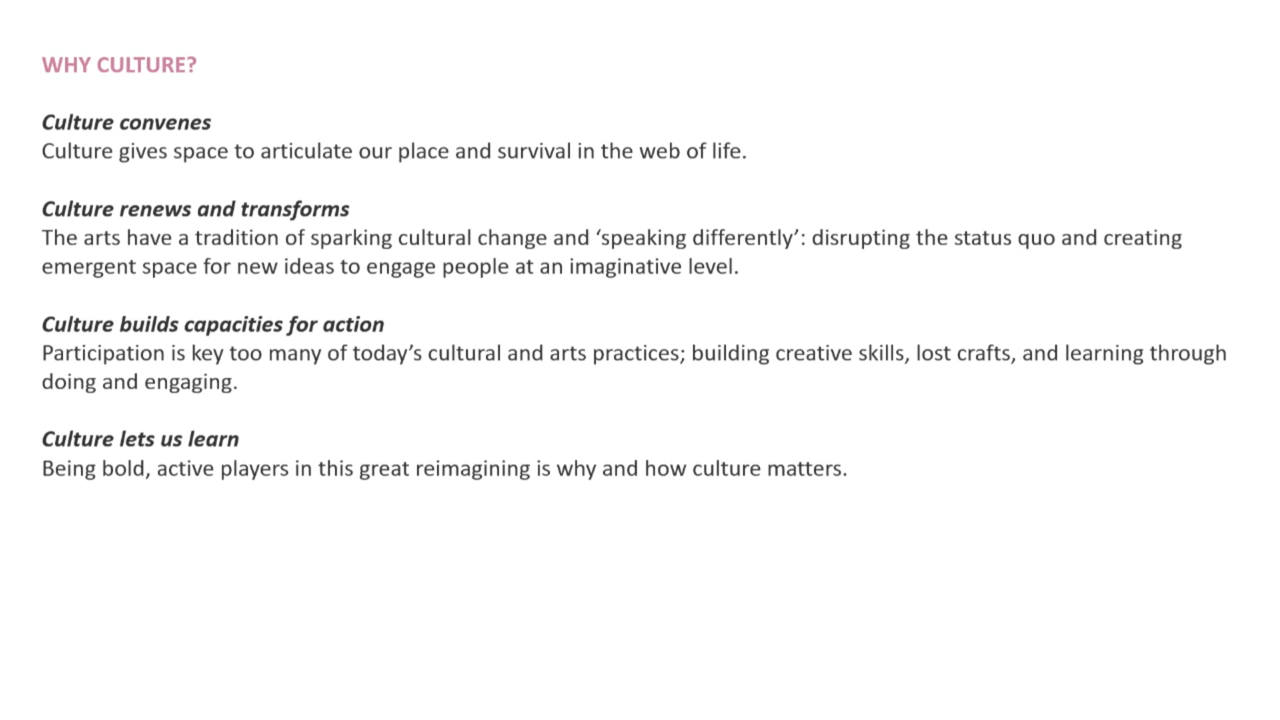 WHY CULTURE?
Culture convenes
Culture gives space to articulate our place and survival in the web of life.
Culture renews and transforms
The arts have a tradition of sparking cultural change and ‘speaking differently’: disrupting the status quo and creating
emergent space for new ideas to engage people at an imaginative level.
Culture builds capacities for action
Participation is key too many of today’s cultural and arts practices; building creative skills, lost crafts, and learning through
doing and engaging.
Culture lets us learn
Being bold, active players in this great reimagining is why and how culture matters.